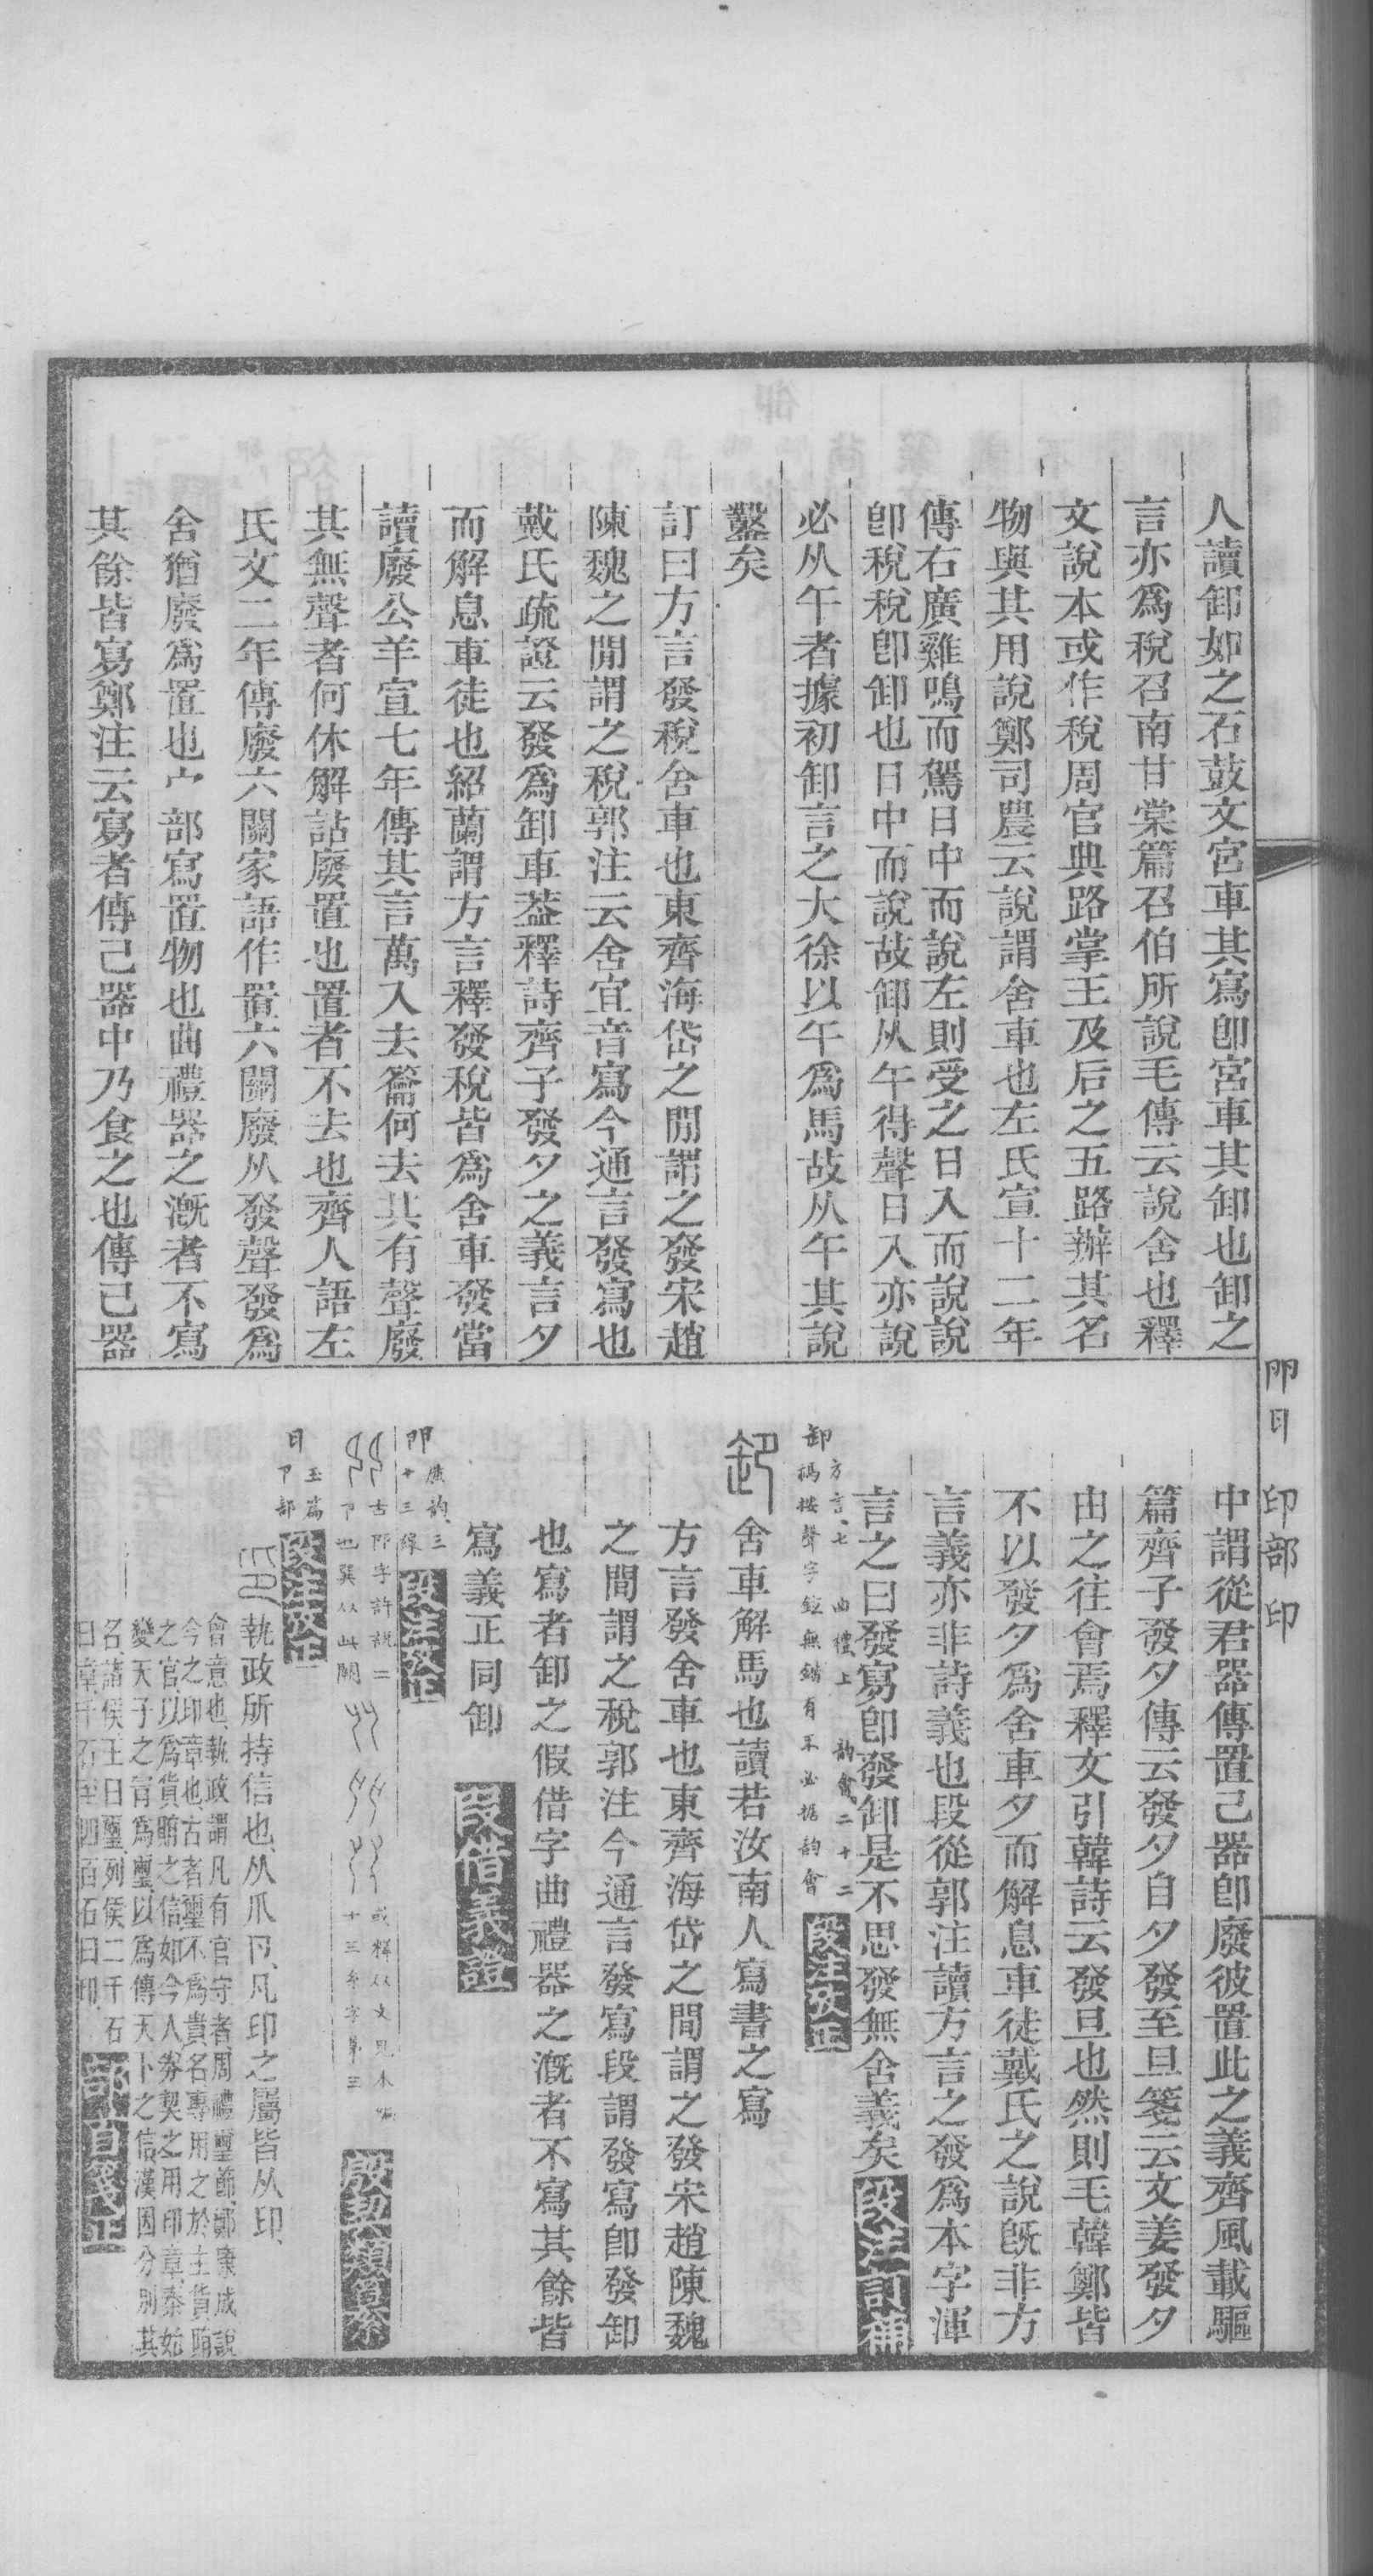 人讀卸如之石鼓文宮車其寫卽宮車其卸也卸之
言亦爲稅召南甘棠篇召伯所說毛傳云說舍也釋
文說本或作稅周官典路掌王及后之五路辦其名
物與其用說鄭司農云說謂舍車也左氏宣十二年
傳右廣雞鳴而駕日中而說左則受之日入而說說
卽稅稅卽卸也日中而說故卸从午得聲日入亦說
必从午者據初卸言之大徐以午爲馬故从午其說
鑿矣
訂曰方言發稅舍車也東齊海岱之閒謂之發宋趙
陳魏之閒謂之稅郭注云舍宜音寫今通言發寫也
戴氏疏證云發爲卸車葢釋詩齊子發夕之義言夕
而解息車徒也紹蘭謂方言釋發稅皆爲舍車發當
讀廢公羊宣七年傳其言萬入去籥何去其有聲廢
其無聲者何休解詁廢置也置者不去也齊人語左
氏文二年傳廢六關家語作置六關廢从發聲發爲
舍猶廢爲置也宀部寫置物也曲禮器之漑者不寫
其餘皆寫鄭注云寫者傳己器中乃食之也傳己器
中謂從君器傳置己器卽廢彼置此之義齊風載驅
篇齊子發夕傳云發夕自夕發至旦箋云文姜發夕
由之往會焉釋文引韓詩云發旦也然則毛韓鄭皆
不以發夕爲舍車夕而解息車徒戴氏之說旣非方
言義亦非詩義也段從郭注讀方言之發爲本字渾
言之曰發寫卽發卸是不思發無舍義矣 段注訂補
卸 方言、七 曲禮上 韵會二十二
碼按聲字鉉無鍇有不必據韵會 段注攷正
卸 舍車解馬也讀若汝南人寫書之寫
方言發舍車也東齊海岱之間謂之發宋趙陳魏
之間謂之稅郭注今通言發寫段謂發寫卽發卸
也寫者卸之假借字曲禮器之漑者不寫其餘皆
寫義正同卸 段借義證
卪卪 廣韵、三十三線 段注攷正
古 字許說二卪也巽从此闕 或釋从文見本 十三 字第三 殷契
玉篇卪部 段注攷正
印 執政所持信也、从爪卪、凡印之屬皆从印、
會意也、執政謂凡有官守者周禮璽節、鄭康成說
今之印章也、古者璽不爲貴名專用之於主貨賄
之官以爲貨賄之信如今人券契之用印章、秦始
變天子之言爲璽、以爲傳天下之信漢因分別其
名諸侯王曰璽、列侯二千石
曰章千石至四百石曰印、
卪 印部 印